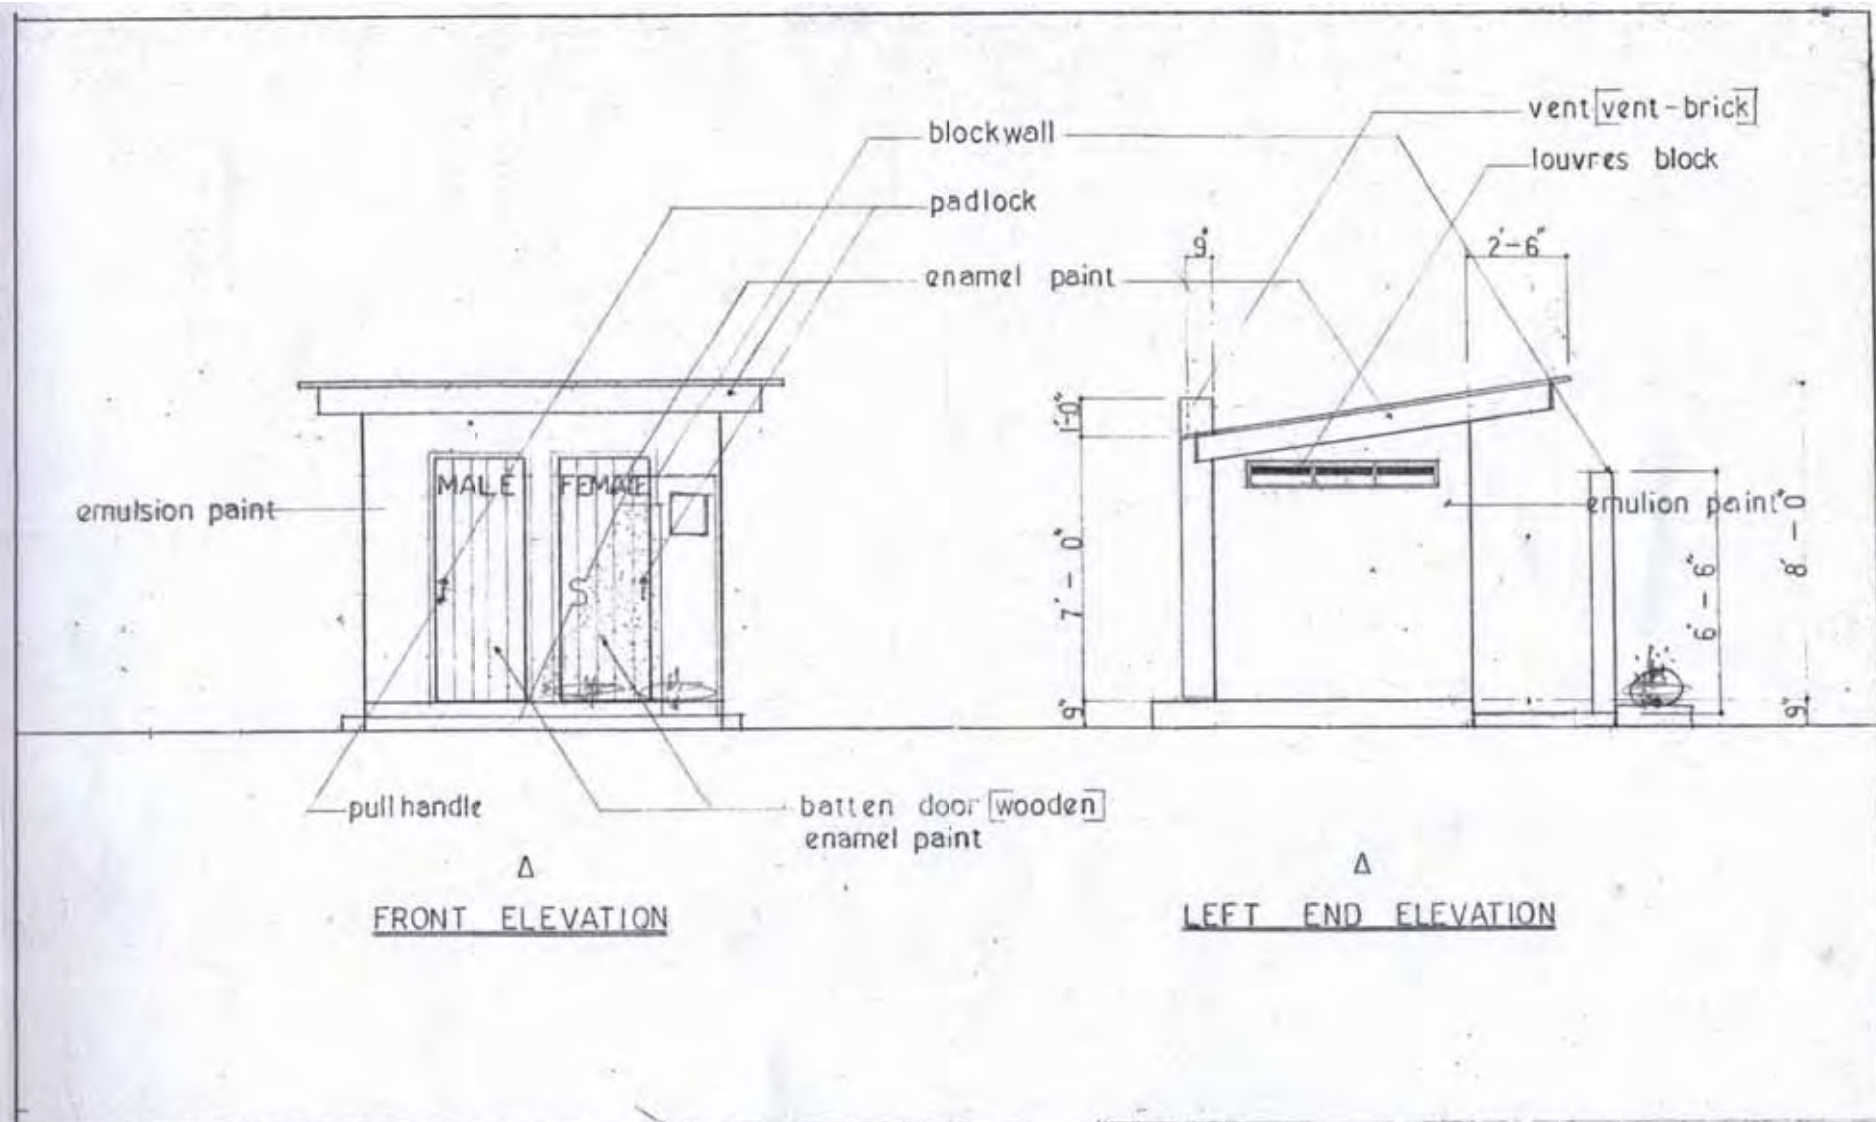 vent [vent-brick]
blockwall
louvres block
padlock
9"
2'-6"
enamel paint
1'-0"
MALE
FEMALE
emulsion paint
emulion paint
7'-0"
8'-0"
6'-6"
9"
9"
pull handle
batten door [wooden]
enamel paint
FRONT ELEVATION
LEFT END ELEVATION